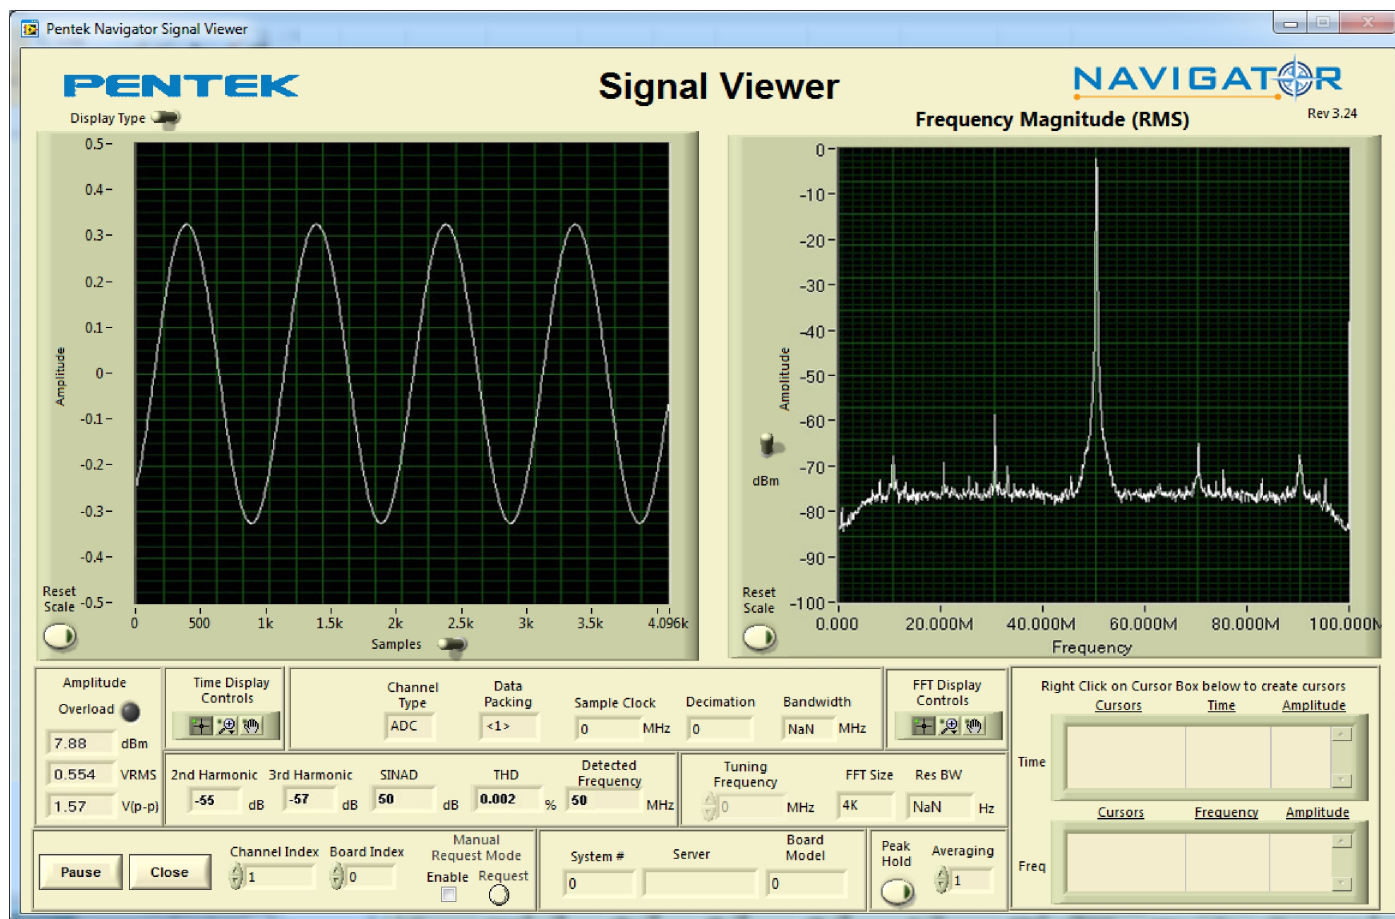 Pentek Navigator Signal Viewer
PENTEK
Signal Viewer
NAVIGATOR
Rev 3.24
Display Type
Frequency Magnitude (RMS)
0.5
0.4
0.3
0.2
0.1
0
-0.1
-0.2
-0.3
-0.4
-0.5
Amplitude
Reset
Scale
0 500 1k 1.5k 2k 2.5k 3k 3.5k 4.096k
Samples
0
-10
-20
-30
-40
-50
-60
-70
-80
-90
-100
Amplitude
dBm
Reset
Scale
0.000 20.000M 40.000M 60.000M 80.000M 100.000M
Frequency
Amplitude
Overload
7.88 dBm
0.554 VRMS
1.57 V(p-p)
Time Display
Controls
Channel
Type
ADC
Data
Packing
<1>
Sample Clock
0 MHz
Decimation
0
Bandwidth
NaN MHz
FFT Display
Controls
2nd Harmonic
-55 dB
3rd Harmonic
-57 dB
SINAD
50 dB
THD
0.002 %
Detected
Frequency
50 MHz
Tuning
Frequency
0 MHz
FFT Size
4K
Res BW
NaN Hz
Right Click on Cursor Box below to create cursors
Cursors Time Amplitude
Time
Cursors Frequency Amplitude
Freq
Pause
Close
Channel Index
1
Board Index
0
Manual
Request Mode
Enable Request
System #
0
Server
Board
Model
0
Peak
Hold
Averaging
1